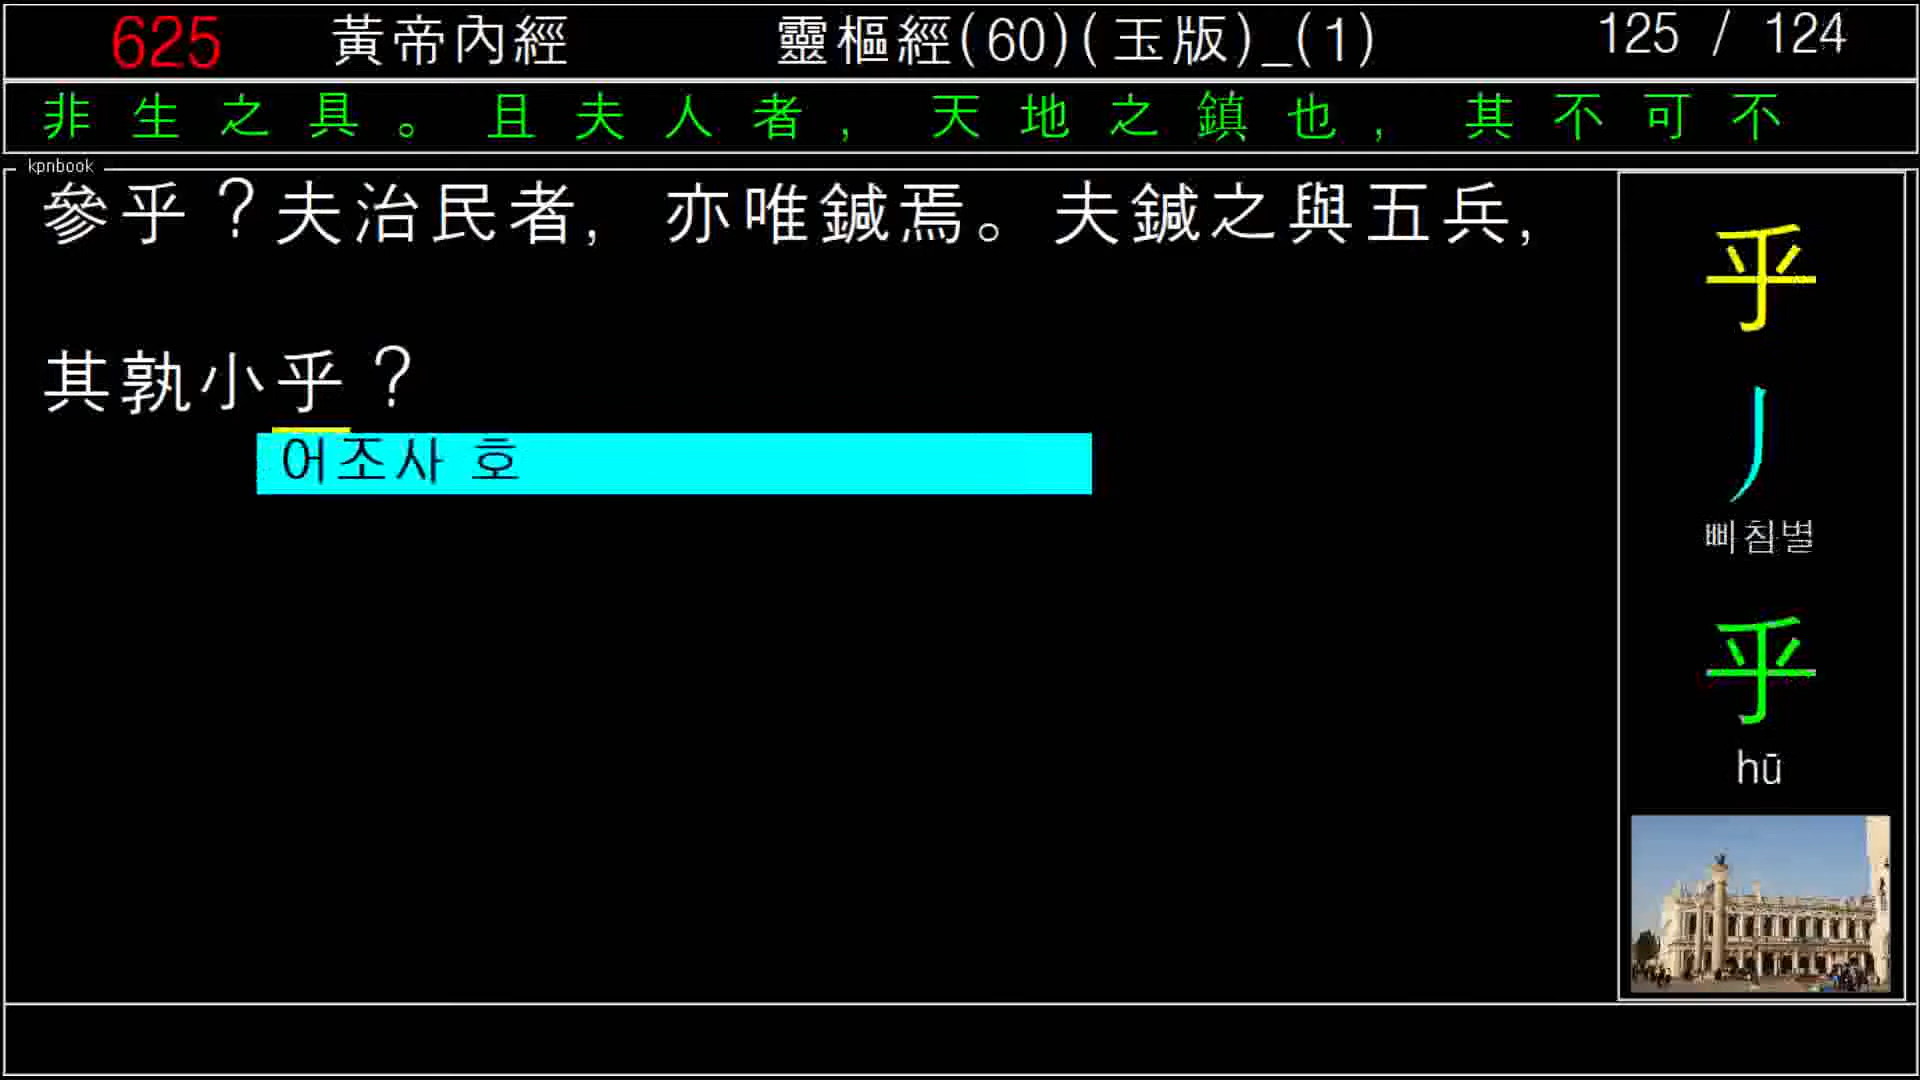 625 黃帝內經 靈樞經(60)(玉版)_(1) 125 / 124
非生之具。且夫人者, 天地之鎮也, 其不可不
kpnbook
參乎?夫治民者, 亦唯鍼焉。夫鍼之與五兵,
其孰小乎?
어조사 호
乎
丿
삐침별
乎
hū